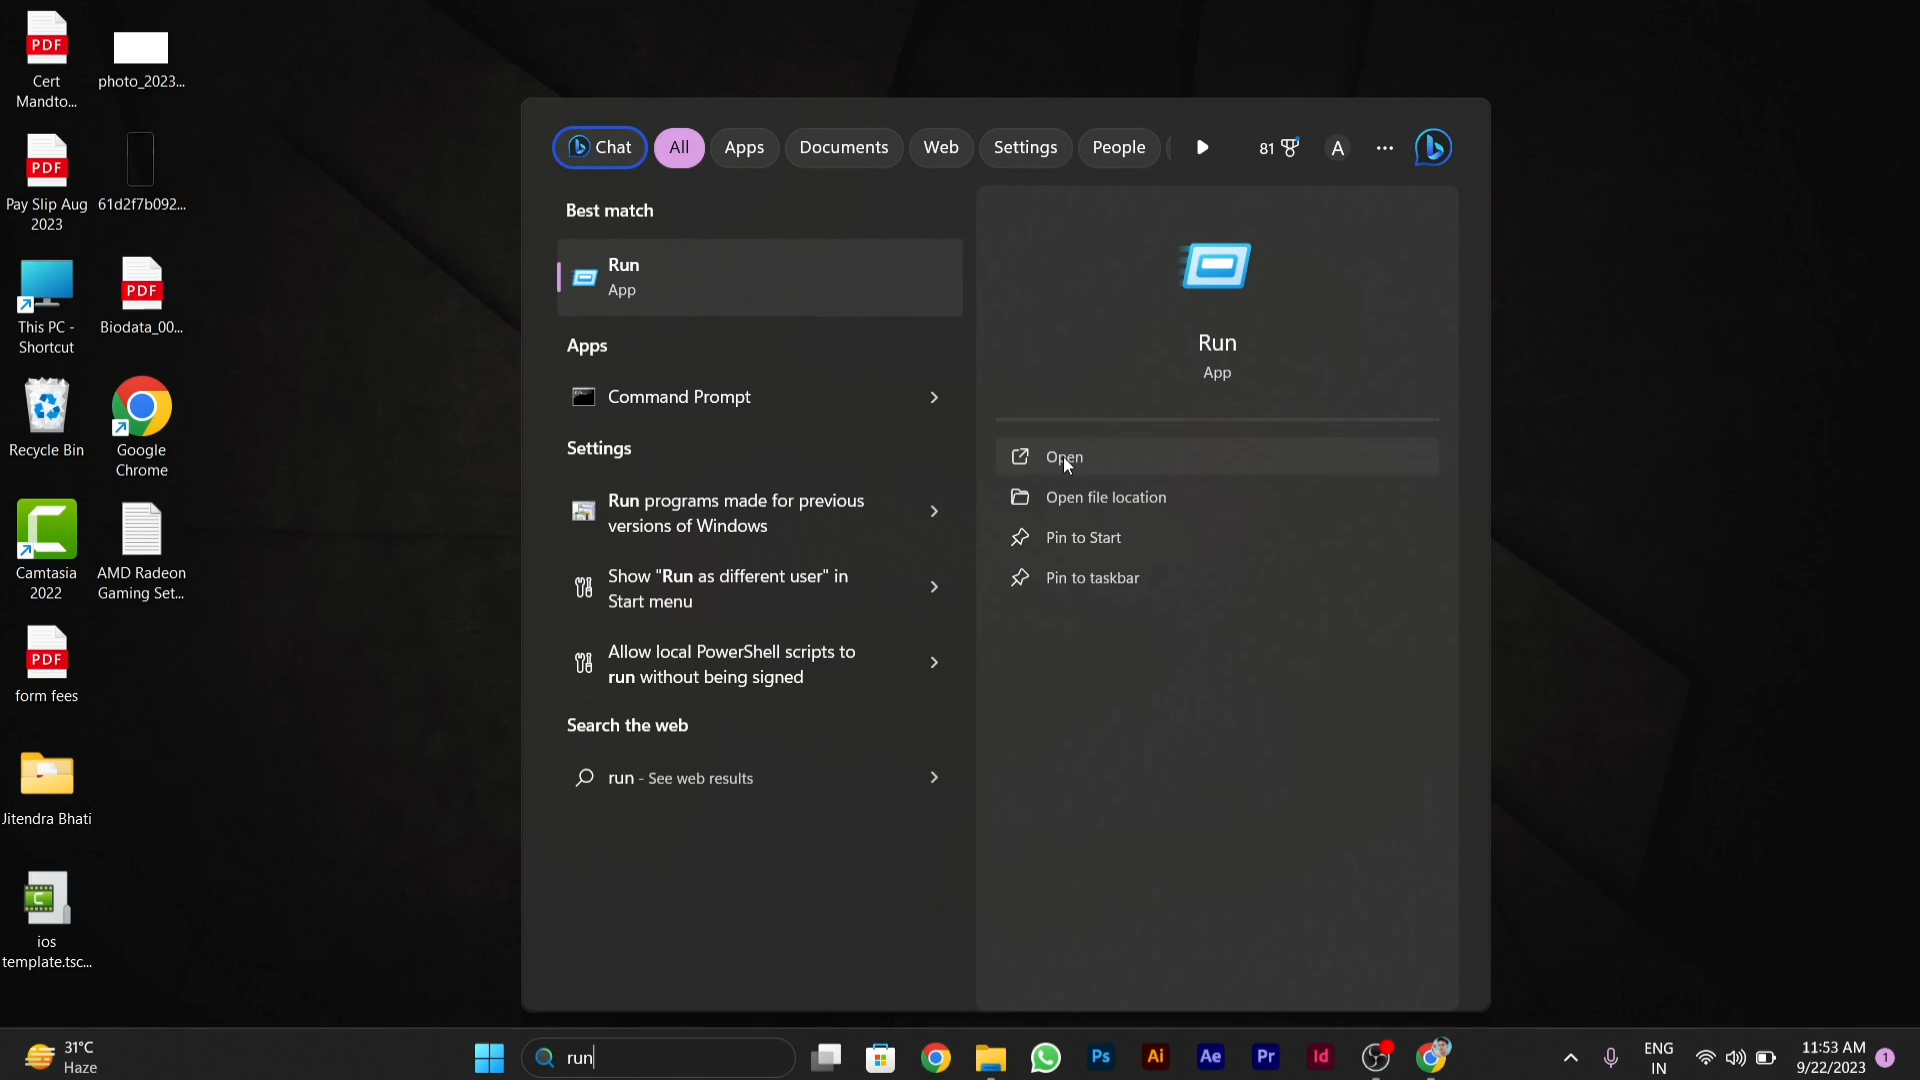 PDF
Cert
Mandto...
photo_2023...
PDF
Pay Slip Aug
2023
61d2f7b092...
This PC -
Shortcut
PDF
Biodata_00...
Recycle Bin
Google
Chrome
Camtasia
2022
AMD Radeon
Gaming Set...
PDF
form fees
Jitendra Bhati
ios
template.tsc...
Chat
All
Apps
Documents
Web
Settings
People
81
A
Best match
Run
App
Apps
Command Prompt
Settings
Run programs made for previous
versions of Windows
Show "Run as different user" in
Start menu
Allow local PowerShell scripts to
run without being signed
Search the web
run - See web results
Run
App
Open
Open file location
Pin to Start
Pin to taskbar
31°C
Haze
run
Ps
Ai
Ae
Pr
Id
ENG
IN
11:53 AM
9/22/2023
1